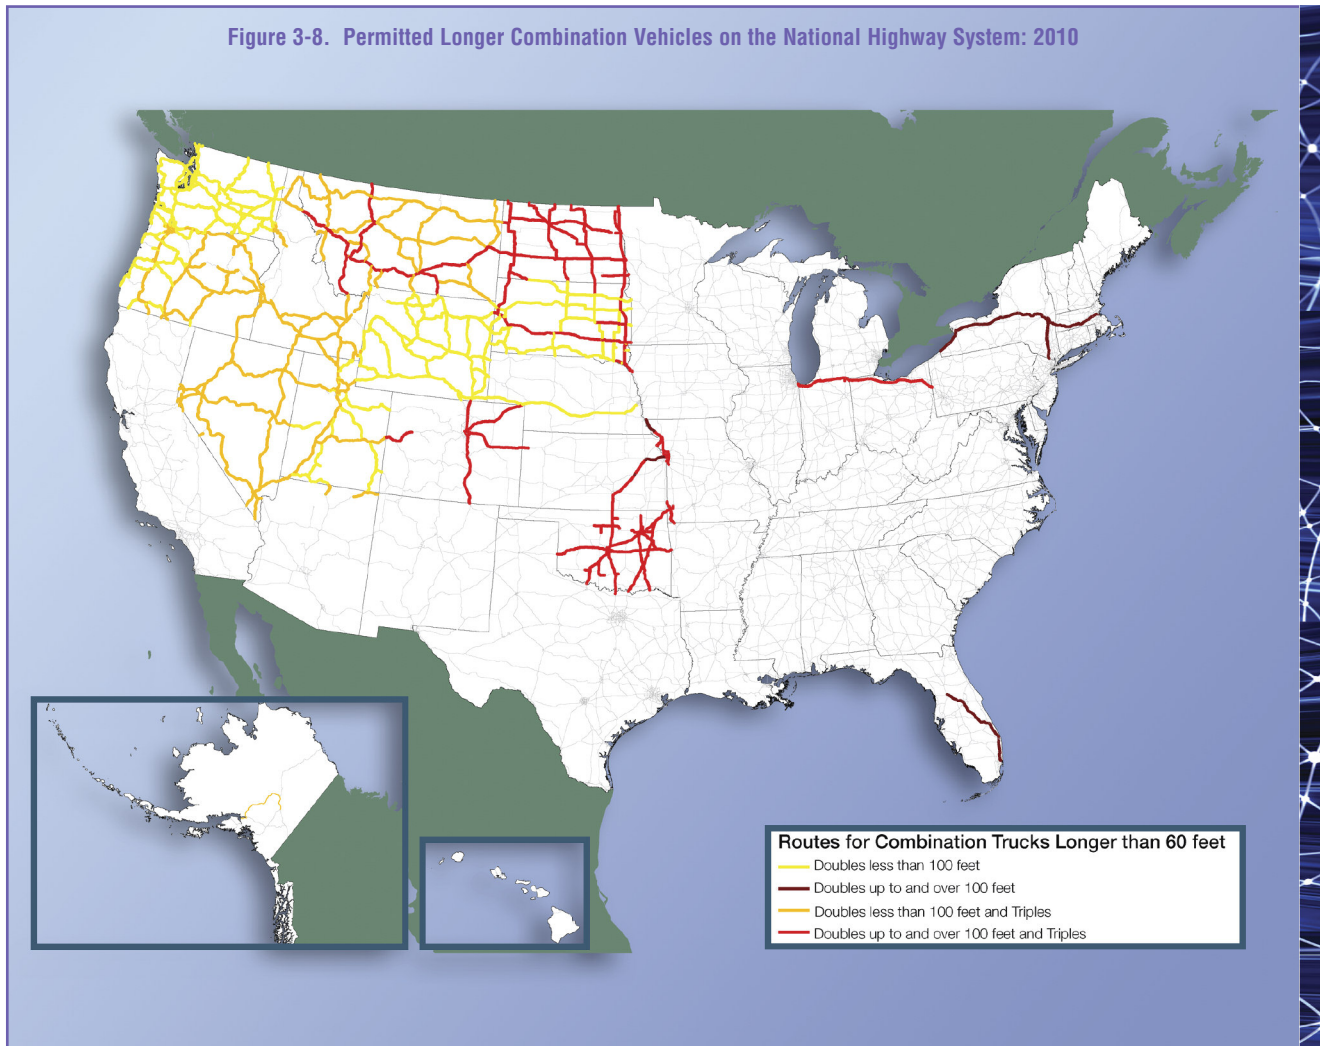 Figure 3-8. Permitted Longer Combination Vehicles on the National Highway System: 2010
Routes for Combination Trucks Longer than 60 feet
Doubles less than 100 feet
Doubles up to and over 100 feet
Doubles less than 100 feet and Triples
Doubles up to and over 100 feet and Triples